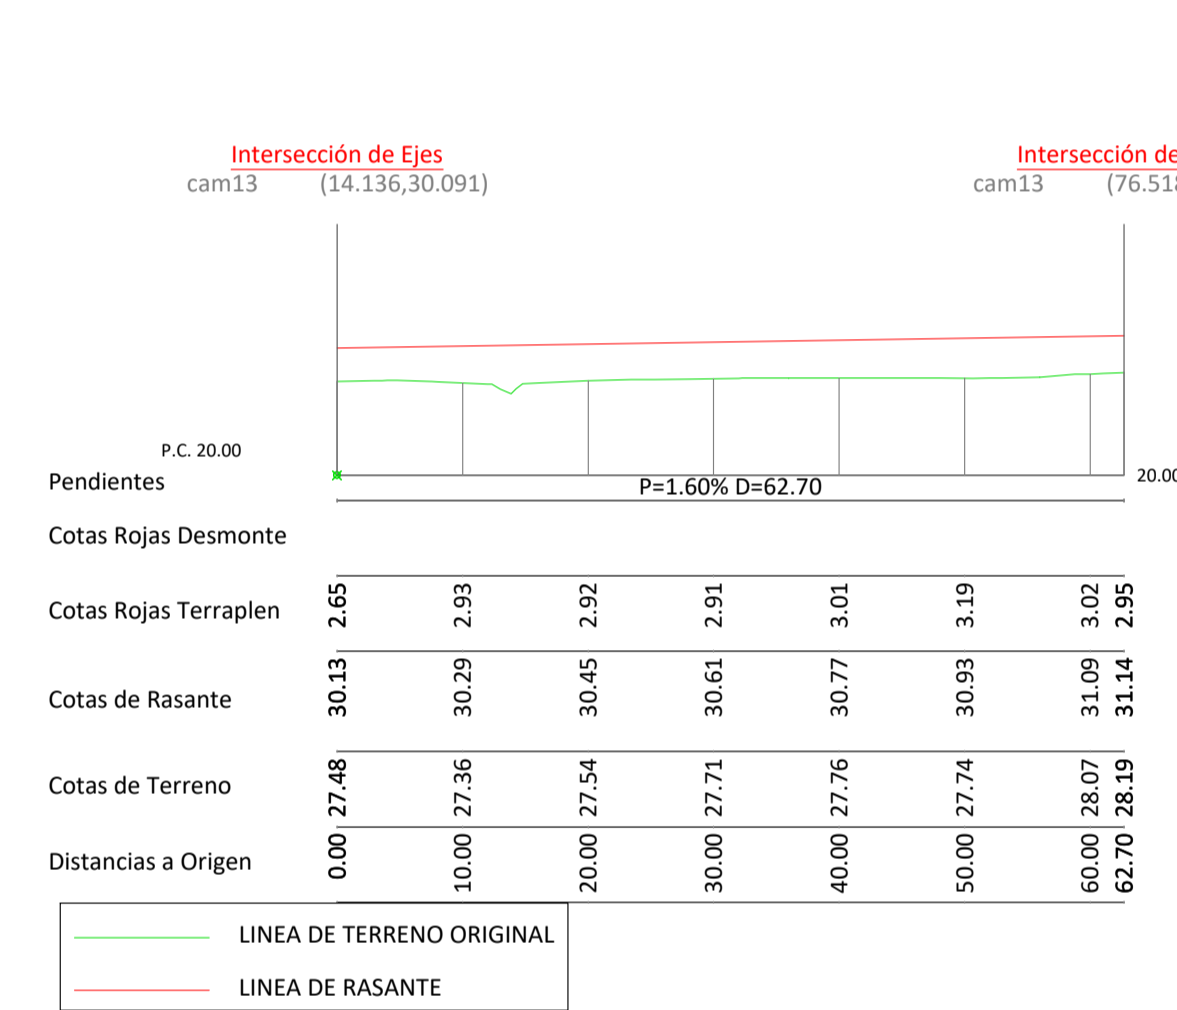 Intersección de Ejes
cam13 (14.136,30.091)
Intersección de
cam13 (76.518
P.C. 20.00
Pendientes
P=1.60% D=62.70
20.00
Cotas Rojas Desmonte
Cotas Rojas Terraplen 2.65 2.93 2.92 2.91 3.01 3.19 3.02 2.95
Cotas de Rasante 30.13 30.29 30.45 30.61 30.77 30.93 31.09 31.14
Cotas de Terreno 27.48 27.36 27.54 27.71 27.76 27.74 28.07 28.19
Distancias a Origen 0.00 10.00 20.00 30.00 40.00 50.00 60.00 62.70
LINEA DE TERRENO ORIGINAL
LINEA DE RASANTE